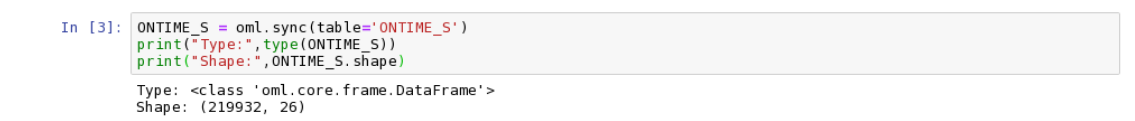 In [3]: ONTIME_S = oml.sync(table='ONTIME_S')
print("Type:",type(ONTIME_S))
print("Shape:",ONTIME_S.shape)
Type: <class 'oml.core.frame.DataFrame'>
Shape: (219932, 26)